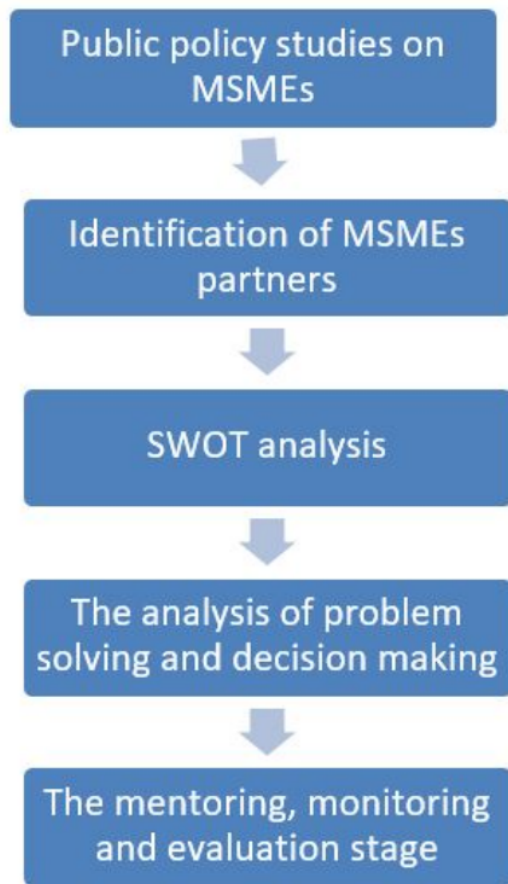 Public policy studies on
MSMEs
Identification of MSMEs
partners
SWOT analysis
The analysis of problem
solving and decision making
The mentoring, monitoring
and evaluation stage